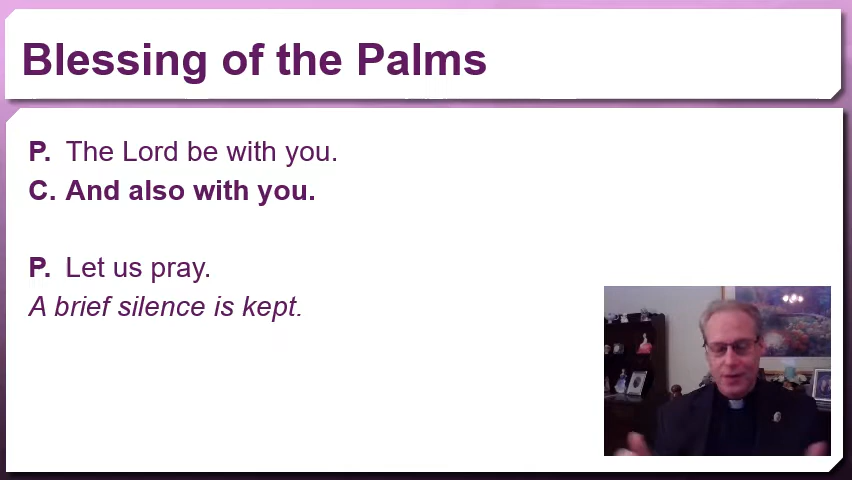 Blessing of the Palms
P. The Lord be with you.
C. And also with you.
P. Let us pray.
A brief silence is kept.